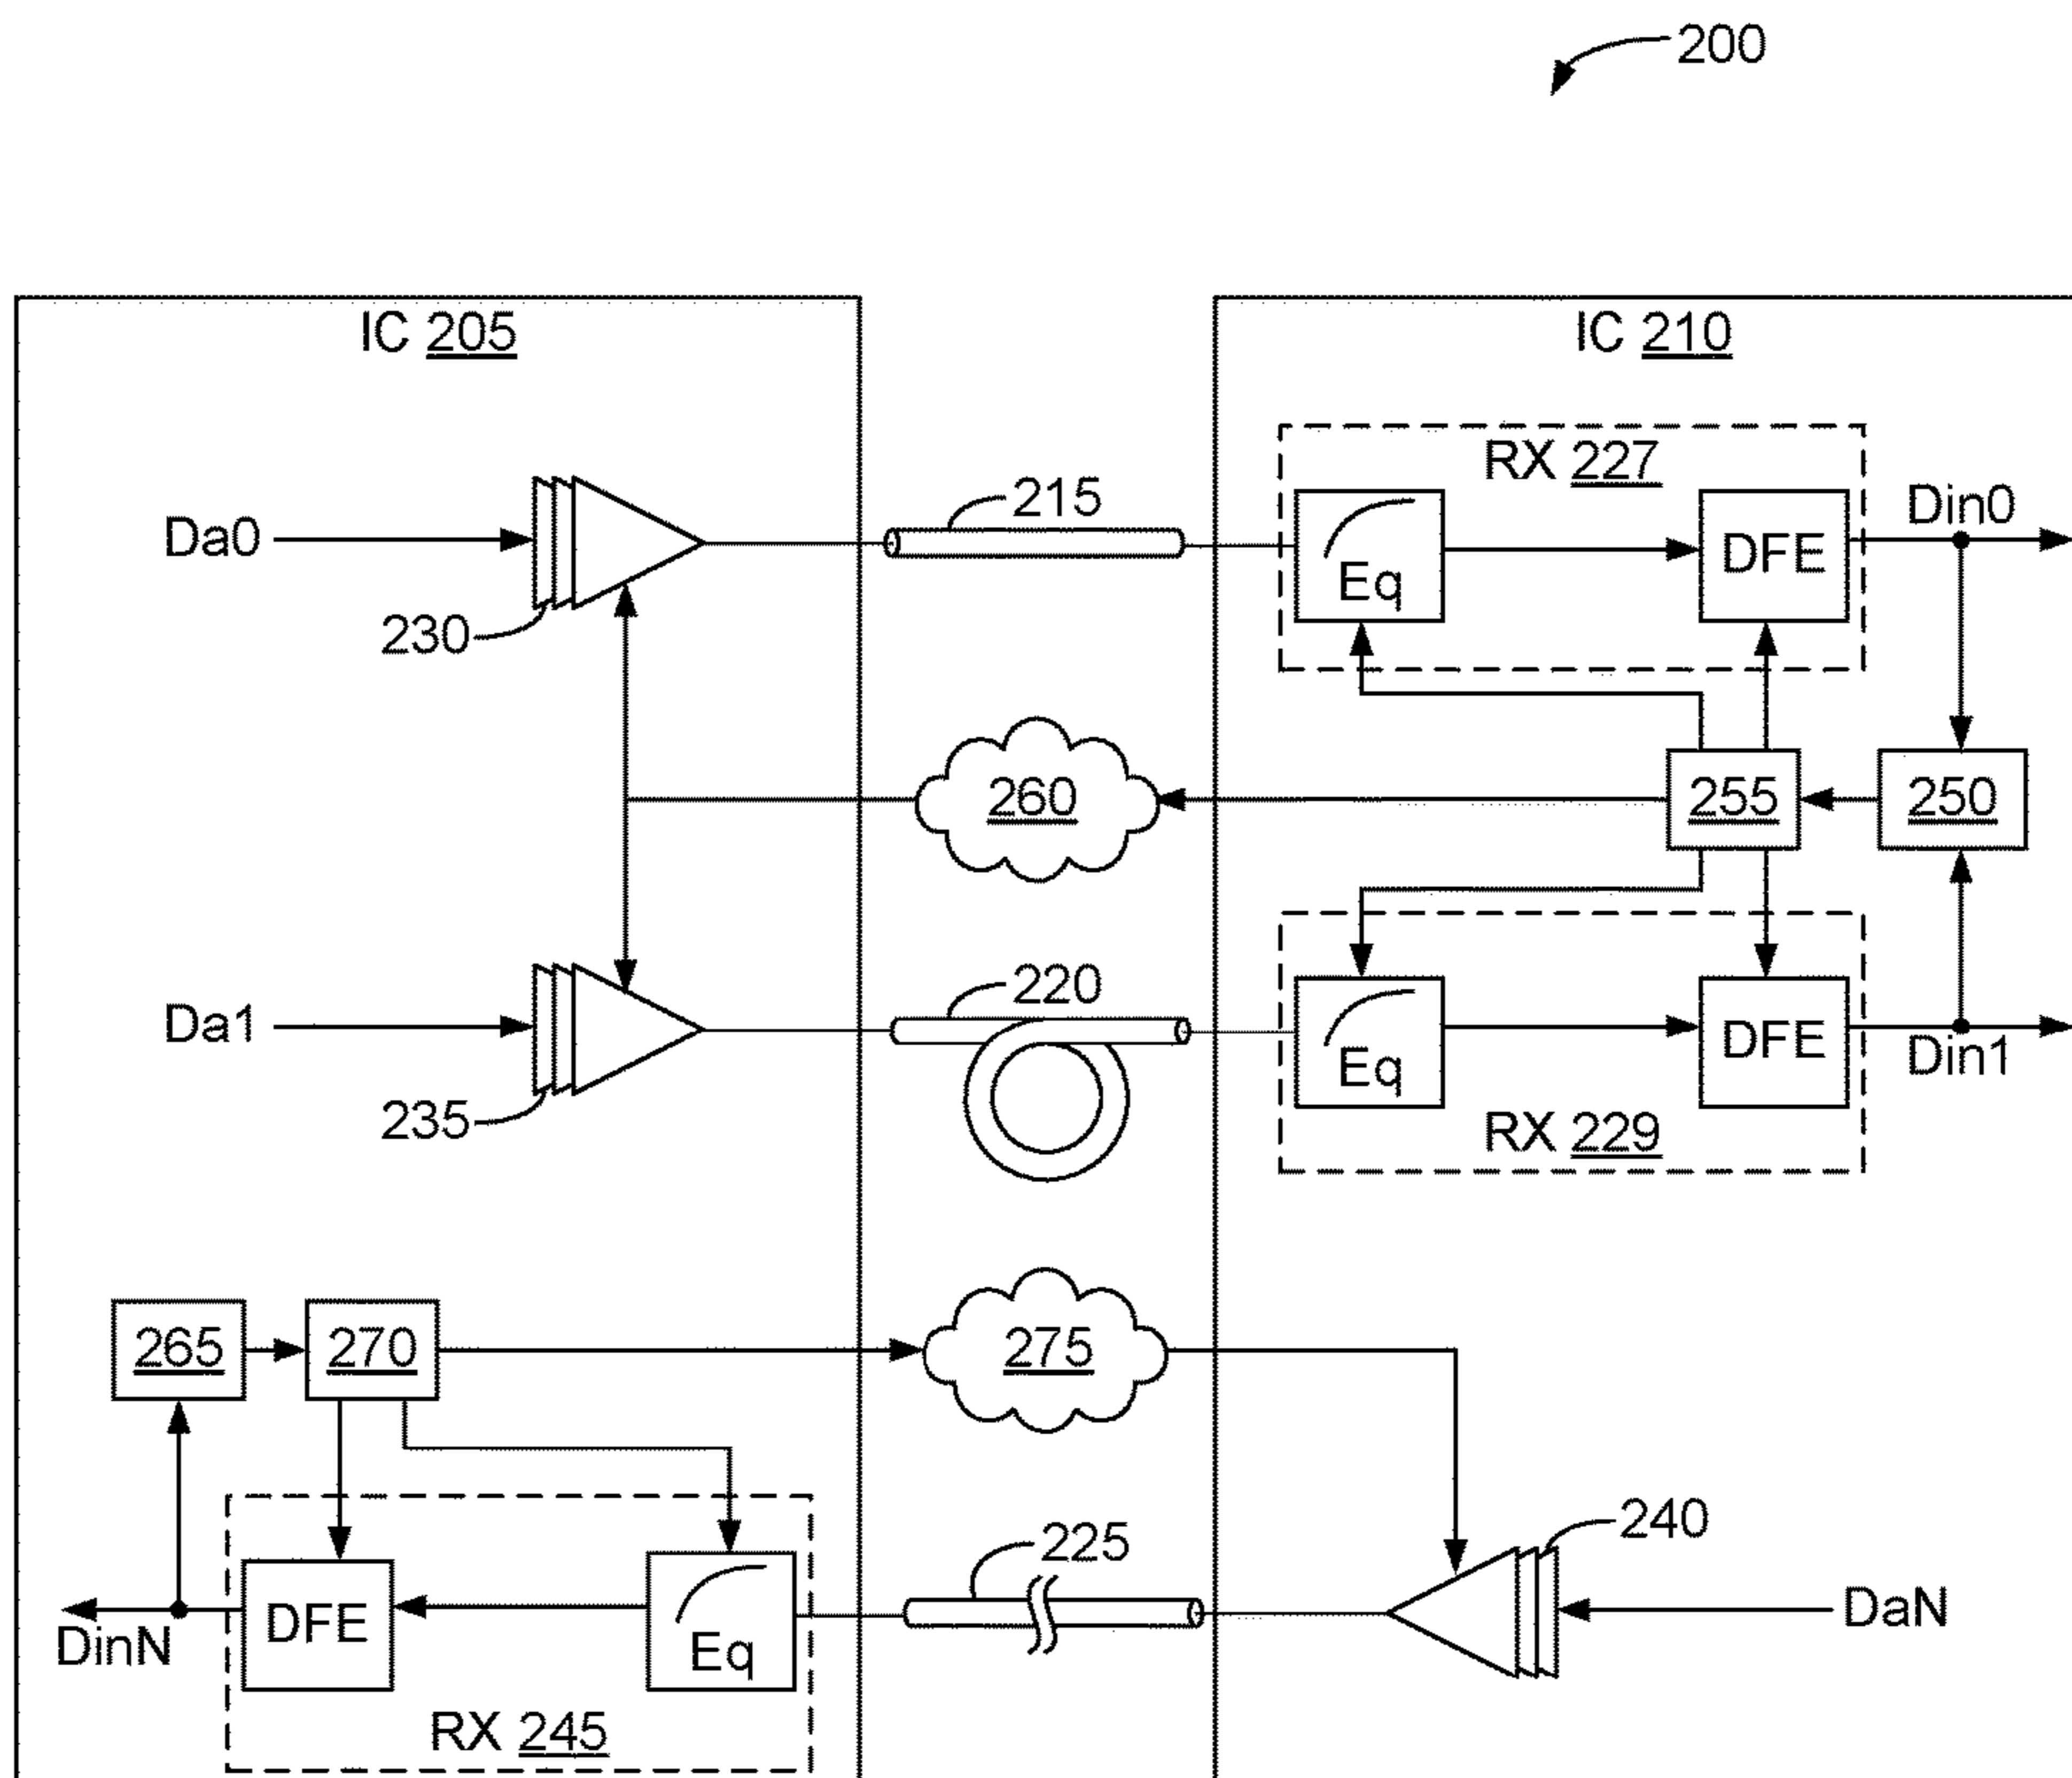 200
IC 205
IC 210
RX 227
215
Din0
Da0
Eq
DFE
230
260
255
250
220
Da1
Eq
DFE
Din1
235
RX 229
265
270
275
240
225
DaN
DinN
DFE
Eq
RX 245